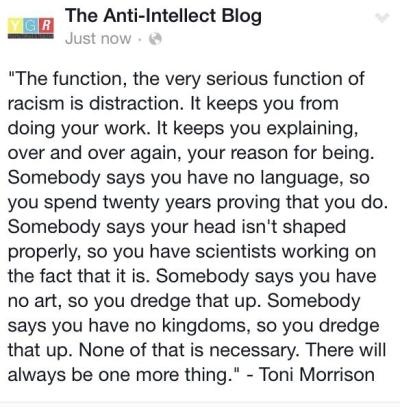 YGR
The Anti-Intellect Blog
Just now ·
"The function, the very serious function of
racism is distraction. It keeps you from
doing your work. It keeps you explaining,
over and over again, your reason for being.
Somebody says you have no language, so
you spend twenty years proving that you do.
Somebody says your head isn't shaped
properly, so you have scientists working on
the fact that it is. Somebody says you have
no art, so you dredge that up. Somebody
says you have no kingdoms, so you dredge
that up. None of that is necessary. There will
always be one more thing." - Toni Morrison